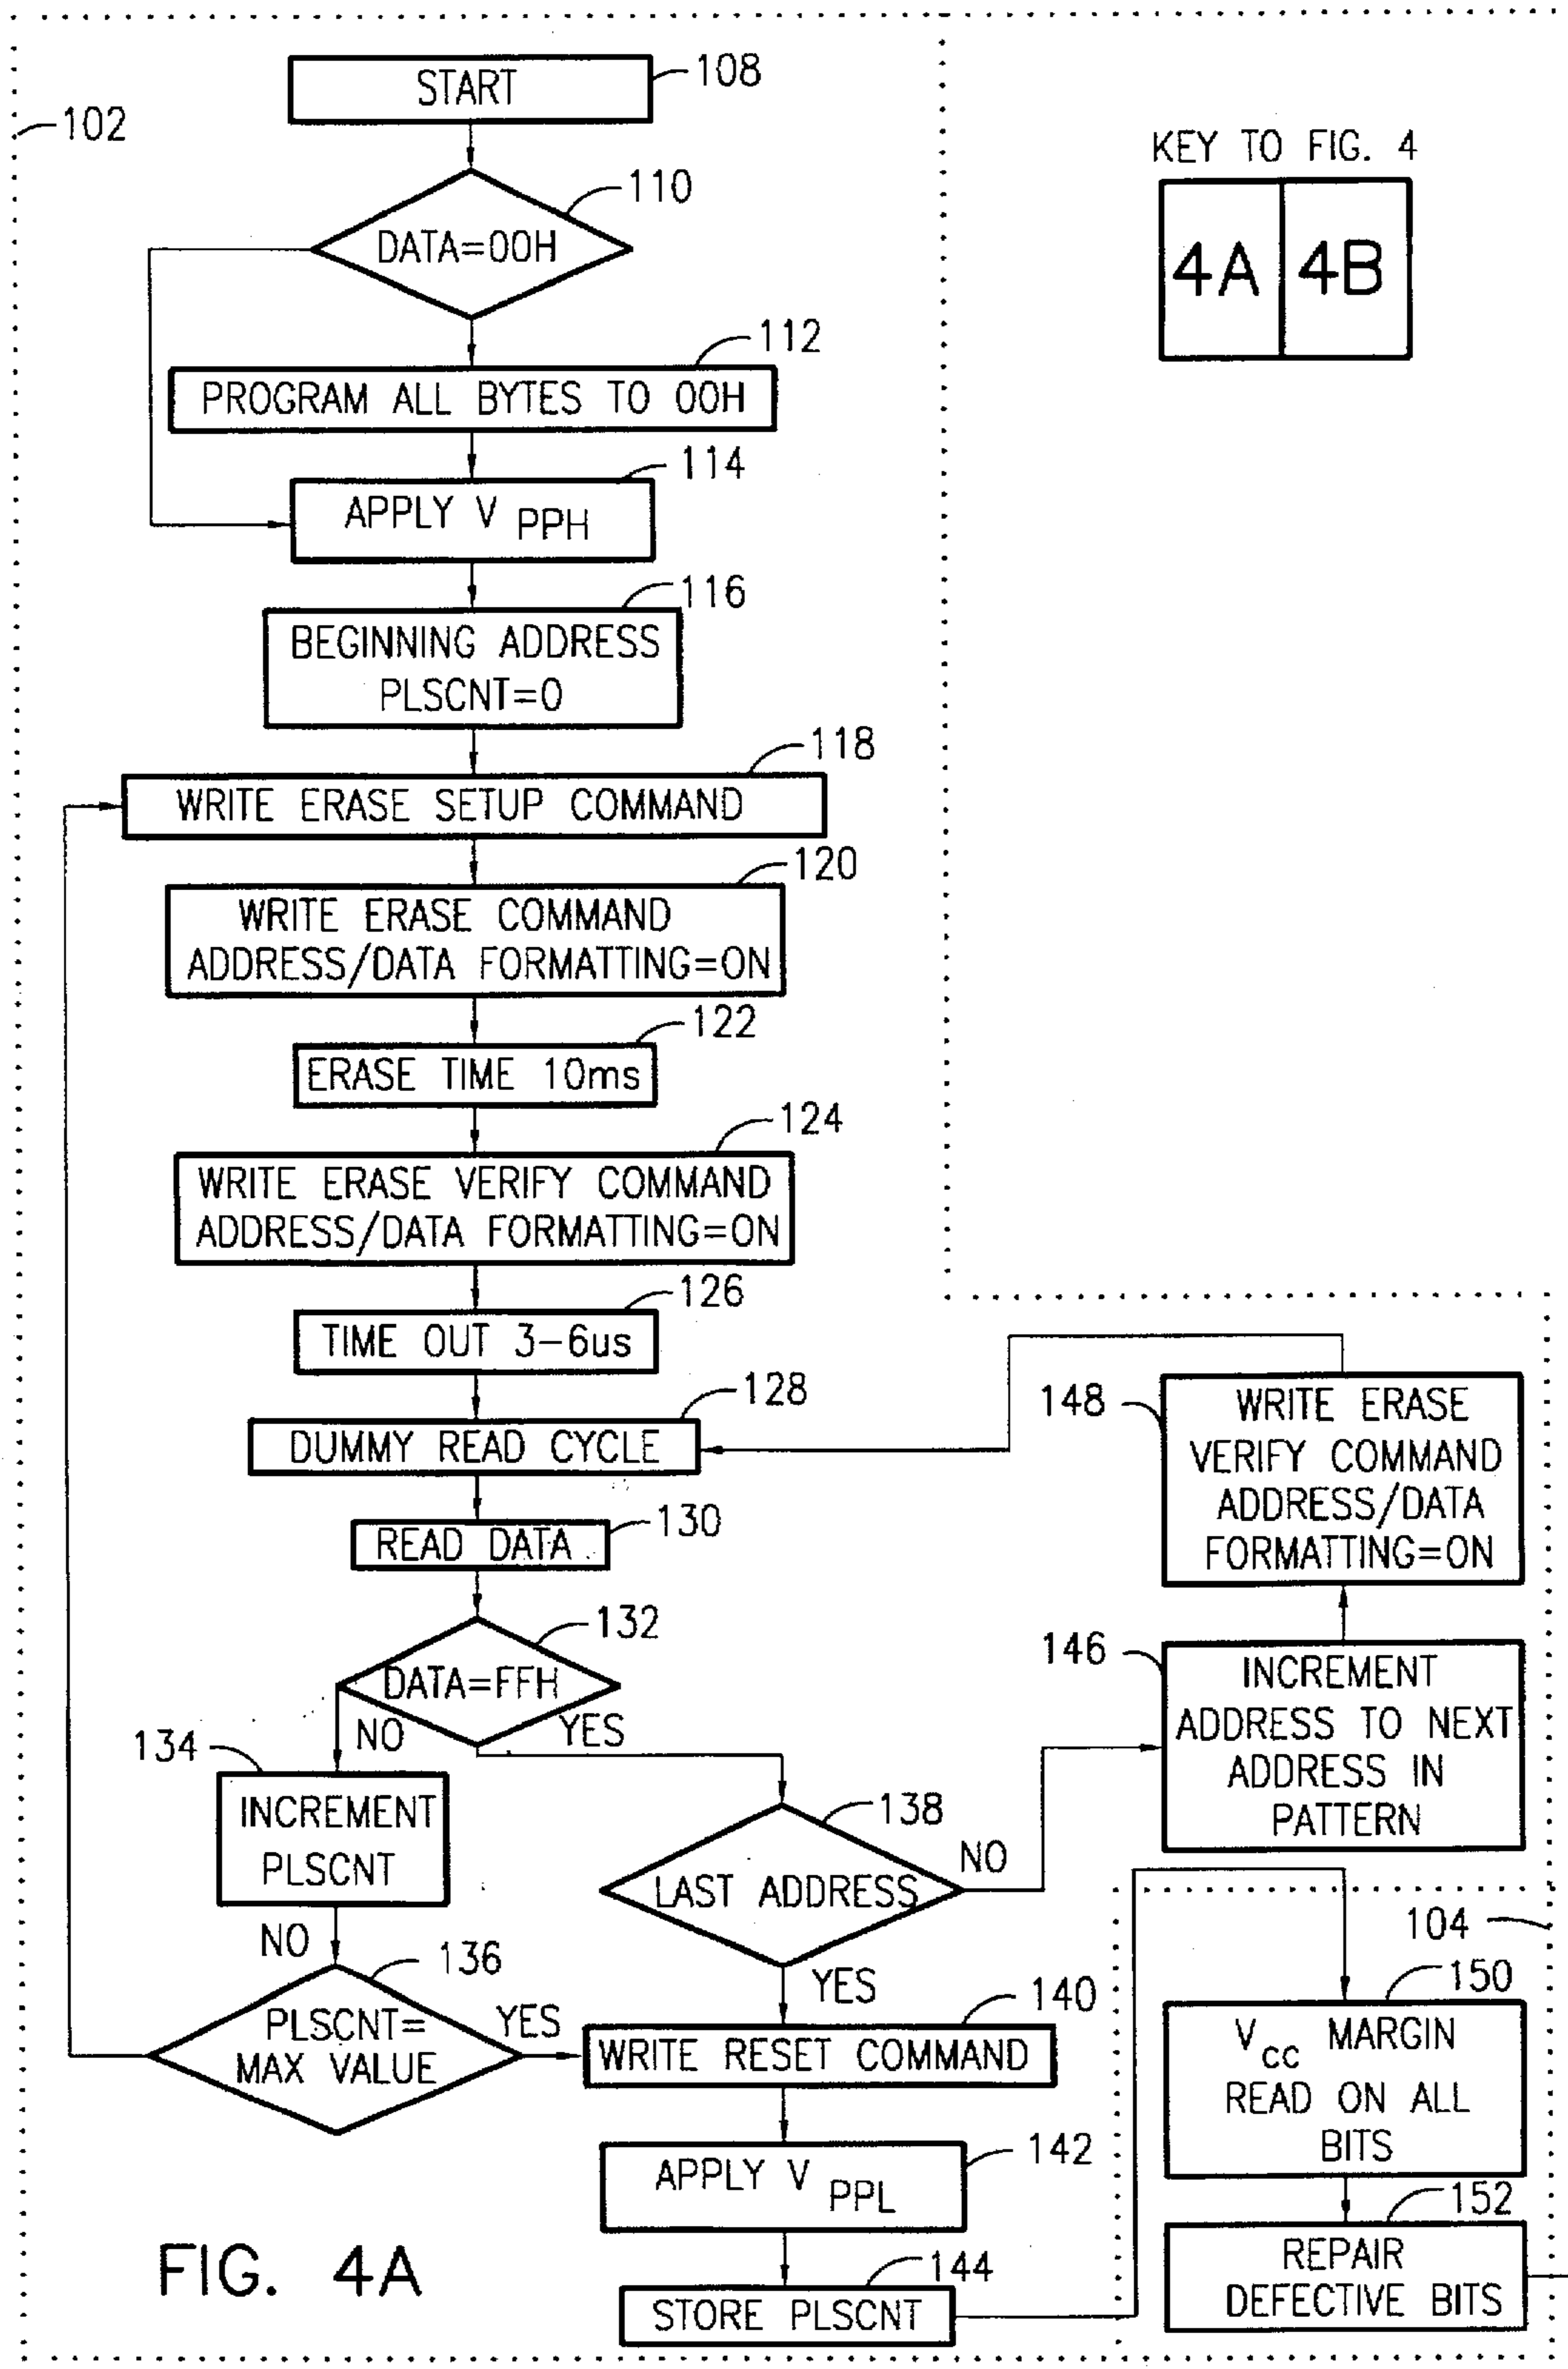 START
108
102
110
DATA=00H
KEY TO FIG. 4
4A 4B
112
PROGRAM ALL BYTES TO 00H
114
APPLY V PPH
116
BEGINNING ADDRESS
PLSCNT=0
118
WRITE ERASE SETUP COMMAND
120
WRITE ERASE COMMAND
ADDRESS/DATA FORMATTING=ON
122
ERASE TIME 10ms
124
WRITE ERASE VERIFY COMMAND
ADDRESS/DATA FORMATTING=ON
126
TIME OUT 3-6us
128
DUMMY READ CYCLE
130
READ DATA
132
DATA=FFH
NO
YES
134
INCREMENT
PLSCNT
NO
136
PLSCNT=
MAX VALUE
YES
138
LAST ADDRESS
NO
YES
148
WRITE ERASE
VERIFY COMMAND
ADDRESS/DATA
FORMATTING=ON
146
INCREMENT
ADDRESS TO NEXT
ADDRESS IN
PATTERN
140
WRITE RESET COMMAND
142
APPLY V PPL
144
STORE PLSCNT
104
150
VCC MARGIN
READ ON ALL
BITS
152
REPAIR
DEFECTIVE BITS
FIG. 4A